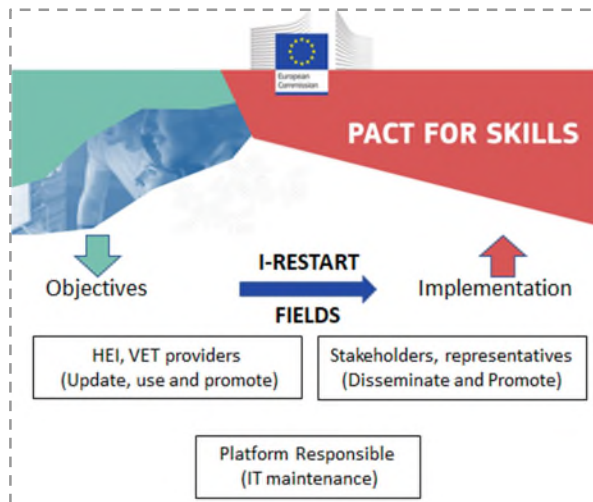 European
Commission
PACT FOR SKILLS
I-RESTART
Objectives
Implementation
FIELDS
HEI, VET providers
(Update, use and promote)
Stakeholders, representatives
(Disseminate and Promote)
Platform Responsible
(IT maintenance)